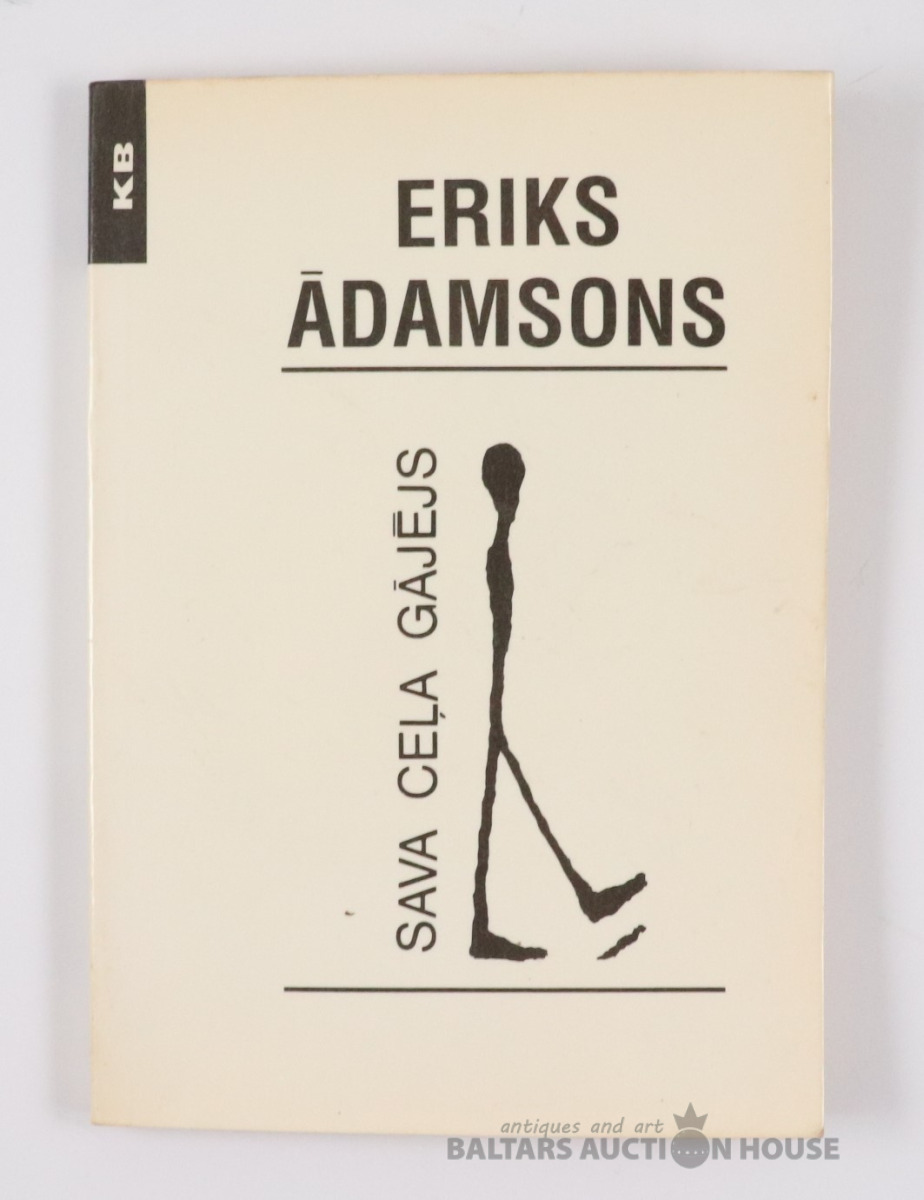 KB
ERIKS
ĀDAMSONS
SAVA CEĻA GĀJĒJS
antiques and art
BALTARS AUCTION HOUSE